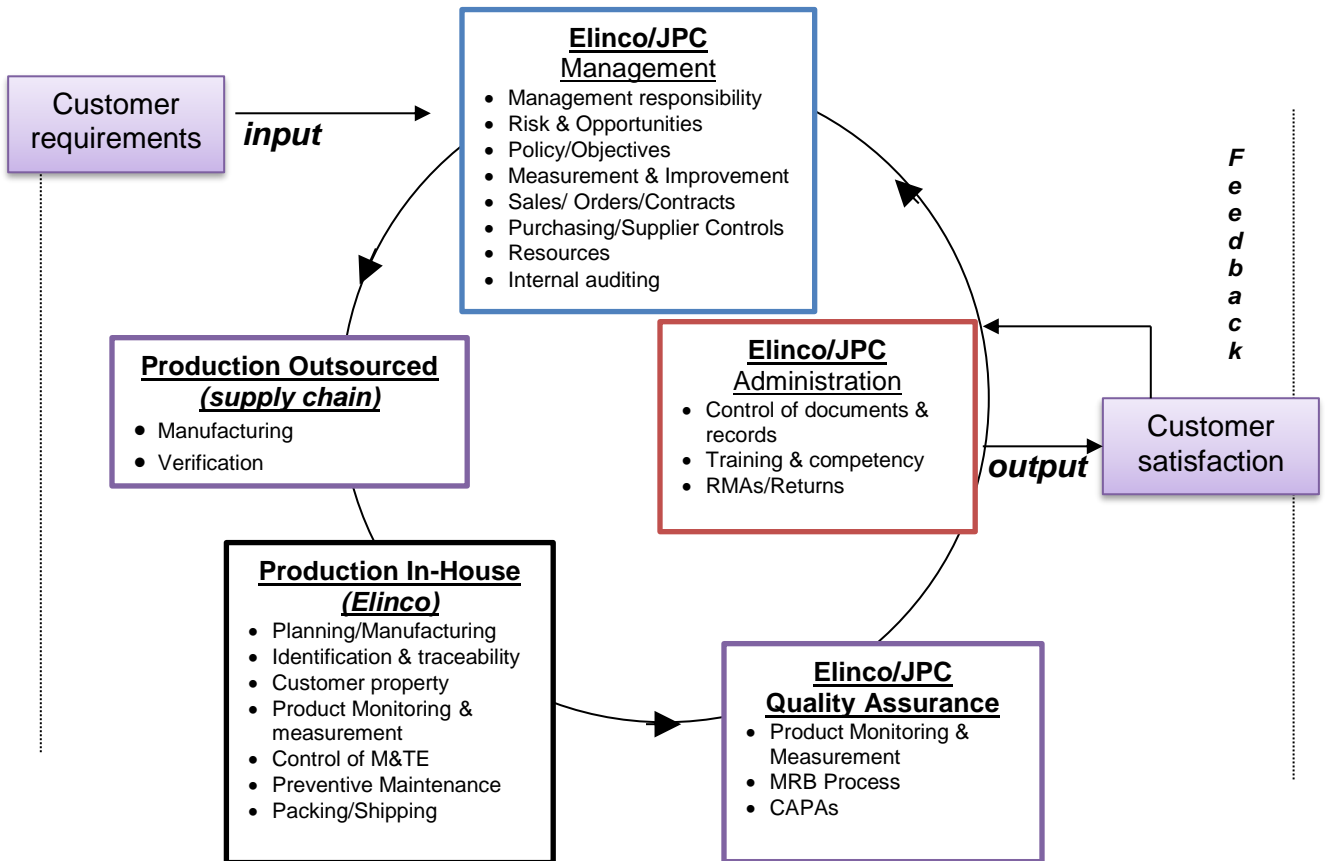 Customer
requirements
input
Elinco/JPC
Management
• Management responsibility
• Risk & Opportunities
• Policy/Objectives
• Measurement & Improvement
• Sales/ Orders/Contracts
• Purchasing/Supplier Controls
• Resources
• Internal auditing
F
e
e
d
b
a
c
k
Production Outsourced
(supply chain)
• Manufacturing
• Verification
Elinco/JPC
Administration
• Control of documents &
records
• Training & competency
• RMAs/Returns
output
Customer
satisfaction
Production In-House
(Elinco)
• Planning/Manufacturing
• Identification & traceability
• Customer property
• Product Monitoring &
measurement
• Control of M&TE
• Preventive Maintenance
• Packing/Shipping
Elinco/JPC
Quality Assurance
• Product Monitoring &
Measurement
• MRB Process
• CAPAs